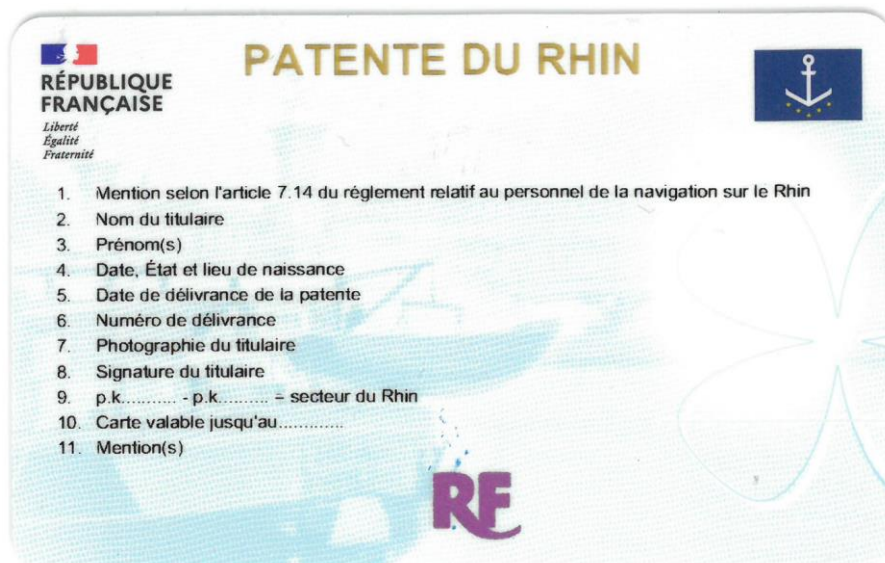 PATENTE DU RHIN
RÉPUBLIQUE
FRANÇAISE
Liberté
Égalité
Fraternité
1. Mention selon l'article 7.14 du réglement relatif au personnel de la navigation sur le Rhin
2. Nom du titulaire
3. Prénom(s)
4. Date, État et lieu de naissance
5. Date de délivrance de la patente
6. Numéro de délivrance
7. Photographie du titulaire
8. Signature du titulaire
9. p.k.......... - p.k.......... = secteur du Rhin
10. Carte valable jusqu'au.............
11. Mention(s)
RF